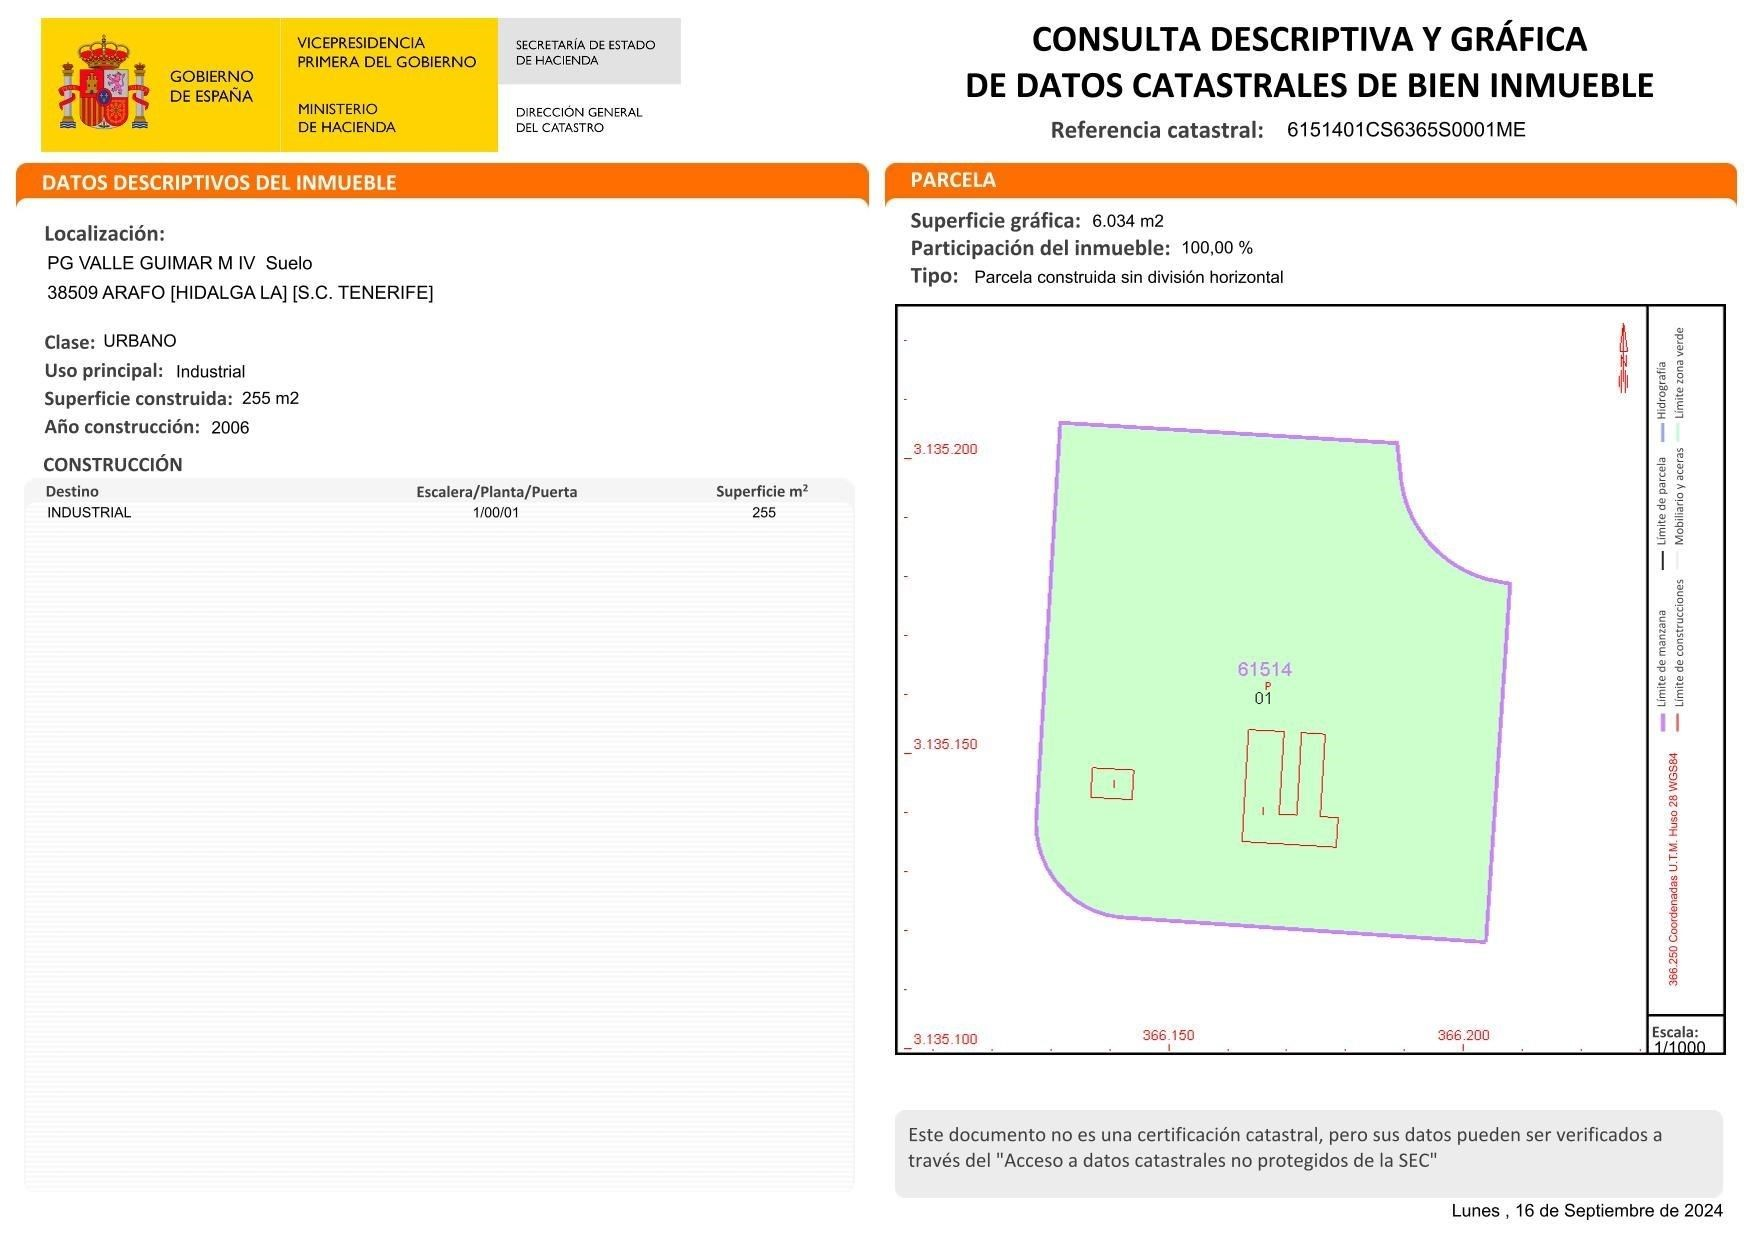 GOBIERNO
DE ESPAÑA
VICEPRESIDENCIA
PRIMERA DEL GOBIERNO
MINISTERIO
DE HACIENDA
SECRETARÍA DE ESTADO
DE HACIENDA
DIRECCIÓN GENERAL
DEL CATASTRO
CONSULTA DESCRIPTIVA Y GRÁFICA
DE DATOS CATASTRALES DE BIEN INMUEBLE
Referencia catastral: 6151401CS6365S0001ME
DATOS DESCRIPTIVOS DEL INMUEBLE
Localización:
PG VALLE GUIMAR M IV Suelo
38509 ARAFO [HIDALGA LA] [S.C. TENERIFE]
Clase: URBANO
Uso principal: Industrial
Superficie construida: 255 m2
Año construcción: 2006
CONSTRUCCIÓN
Destino Escalera/Planta/Puerta Superficie m²
INDUSTRIAL 1/00/01 255
PARCELA
Superficie gráfica: 6.034 m2
Participación del inmueble: 100,00 %
Tipo: Parcela construida sin división horizontal
3.135.200
61514
P
01
3.135.150
I
I
3.135.100
366.150
366.200
N
Hidrografía
Límite zona verde
Límite de parcela
Mobiliario y aceras
Límite de manzana
Límite de construcciones
366.250 Coordenadas U.T.M. Huso 28 WGS84
Escala:
1/1000
Este documento no es una certificación catastral, pero sus datos pueden ser verificados a
través del "Acceso a datos catastrales no protegidos de la SEC"
Lunes , 16 de Septiembre de 2024